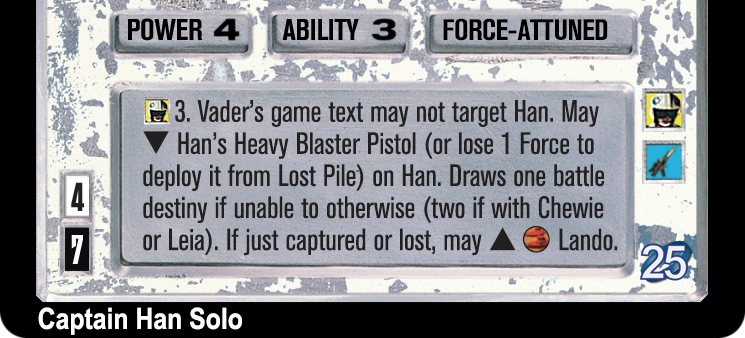 POWER 4 ABILITY 3 FORCE-ATTUNED
3. Vader's game text may not target Han. May
▼ Han's Heavy Blaster Pistol (or lose 1 Force to
deploy it from Lost Pile) on Han. Draws one battle
destiny if unable to otherwise (two if with Chewie
or Leia). If just captured or lost, may ▲ Lando.
4
7
25
Captain Han Solo